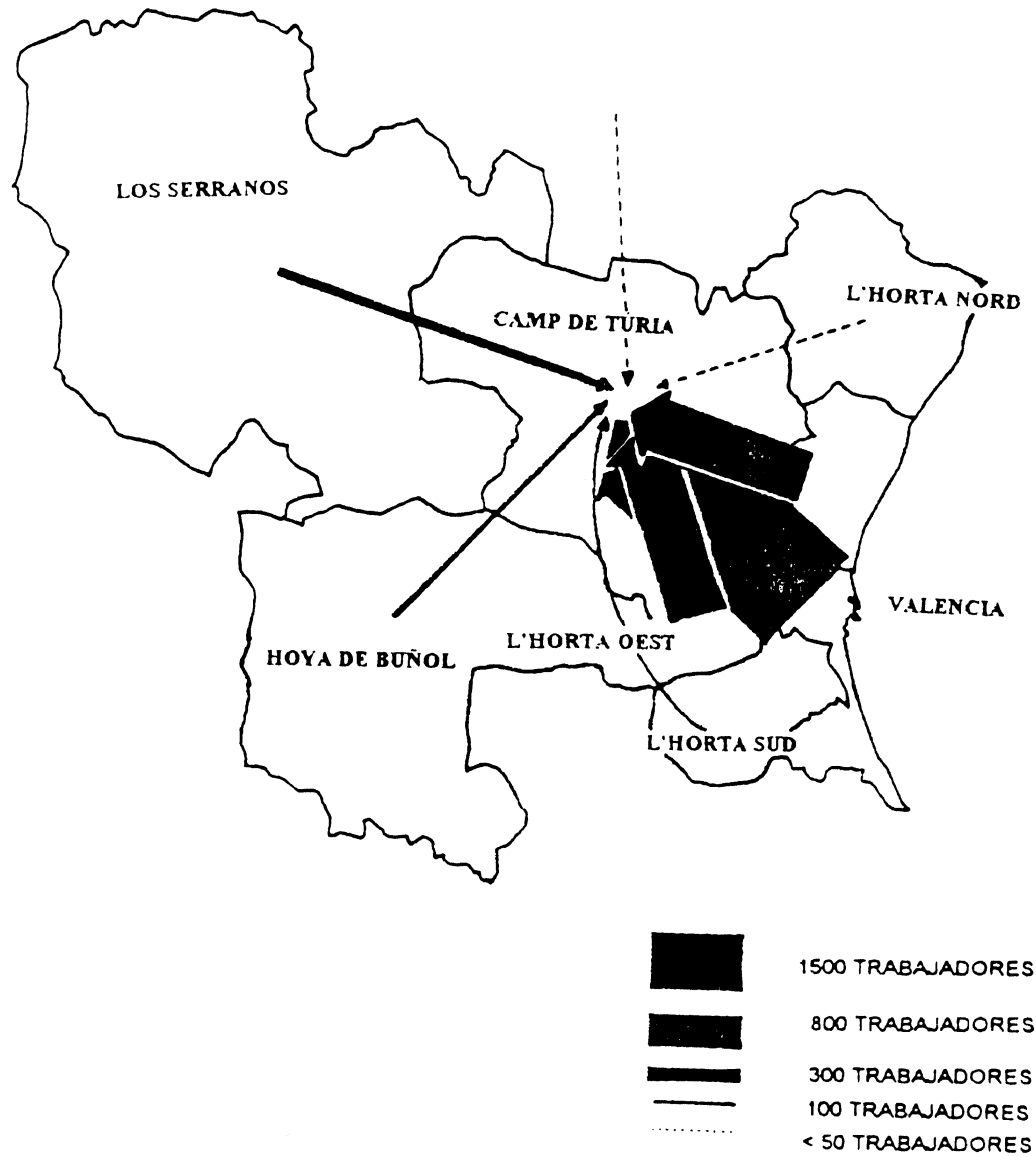 LOS SERRANOS
L'HORTA NORD
CAMP DE TURIA
VALENCIA
L'HORTA OEST
HOYA DE BUÑOL
L'HORTA SUD
1500 TRABAJADORES
800 TRABAJADORES
300 TRABAJADORES
100 TRABAJADORES
< 50 TRABAJADORES